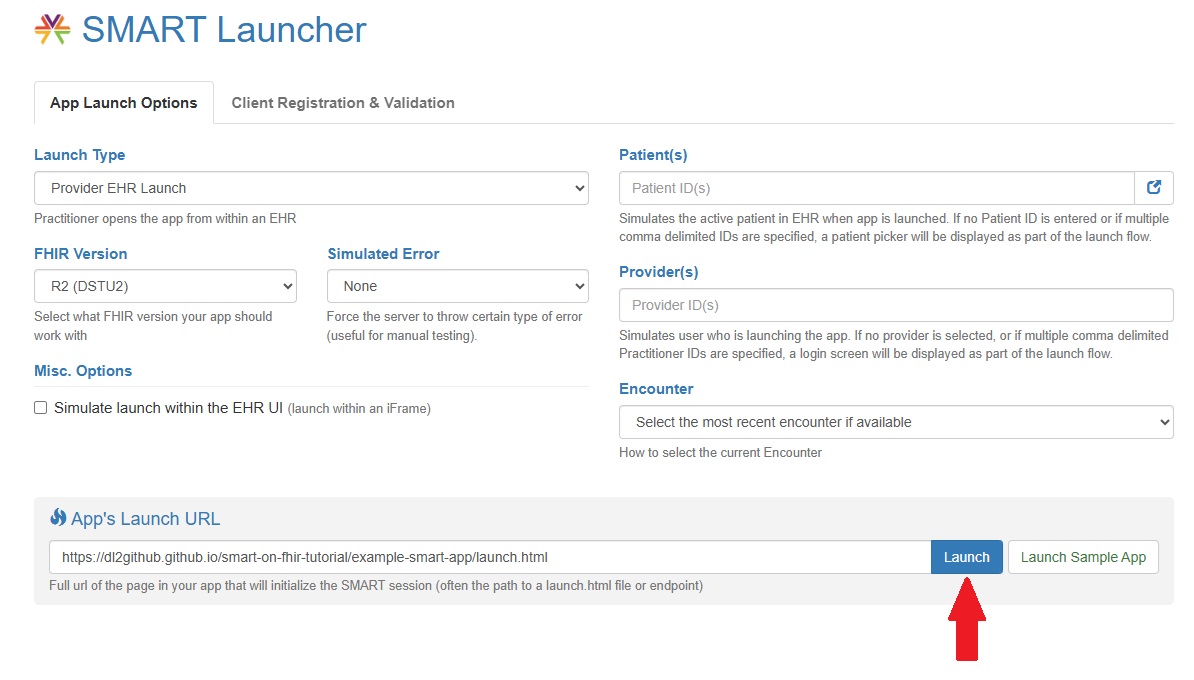 SMART Launcher
App Launch Options
Client Registration & Validation
Launch Type
Provider EHR Launch
Practitioner opens the app from within an EHR
FHIR Version
R2 (DSTU2)
Select what FHIR version your app should
work with
Simulated Error
None
Force the server to throw certain type of error
(useful for manual testing).
Misc. Options
Simulate launch within the EHR UI (launch within an iFrame)
Patient(s)
Patient ID(s)
Simulates the active patient in EHR when app is launched. If no Patient ID is entered or if multiple
comma delimited IDs are specified, a patient picker will be displayed as part of the launch flow.
Provider(s)
Provider ID(s)
Simulates user who is launching the app. If no provider is selected, or if multiple comma delimited
Practitioner IDs are specified, a login screen will be displayed as part of the launch flow.
Encounter
Select the most recent encounter if available
How to select the current Encounter
App's Launch URL
https://dl2github.github.io/smart-on-fhir-tutorial/example-smart-app/launch.html
Launch
Launch Sample App
Full url of the page in your app that will initialize the SMART session (often the path to a launch.html file or endpoint)